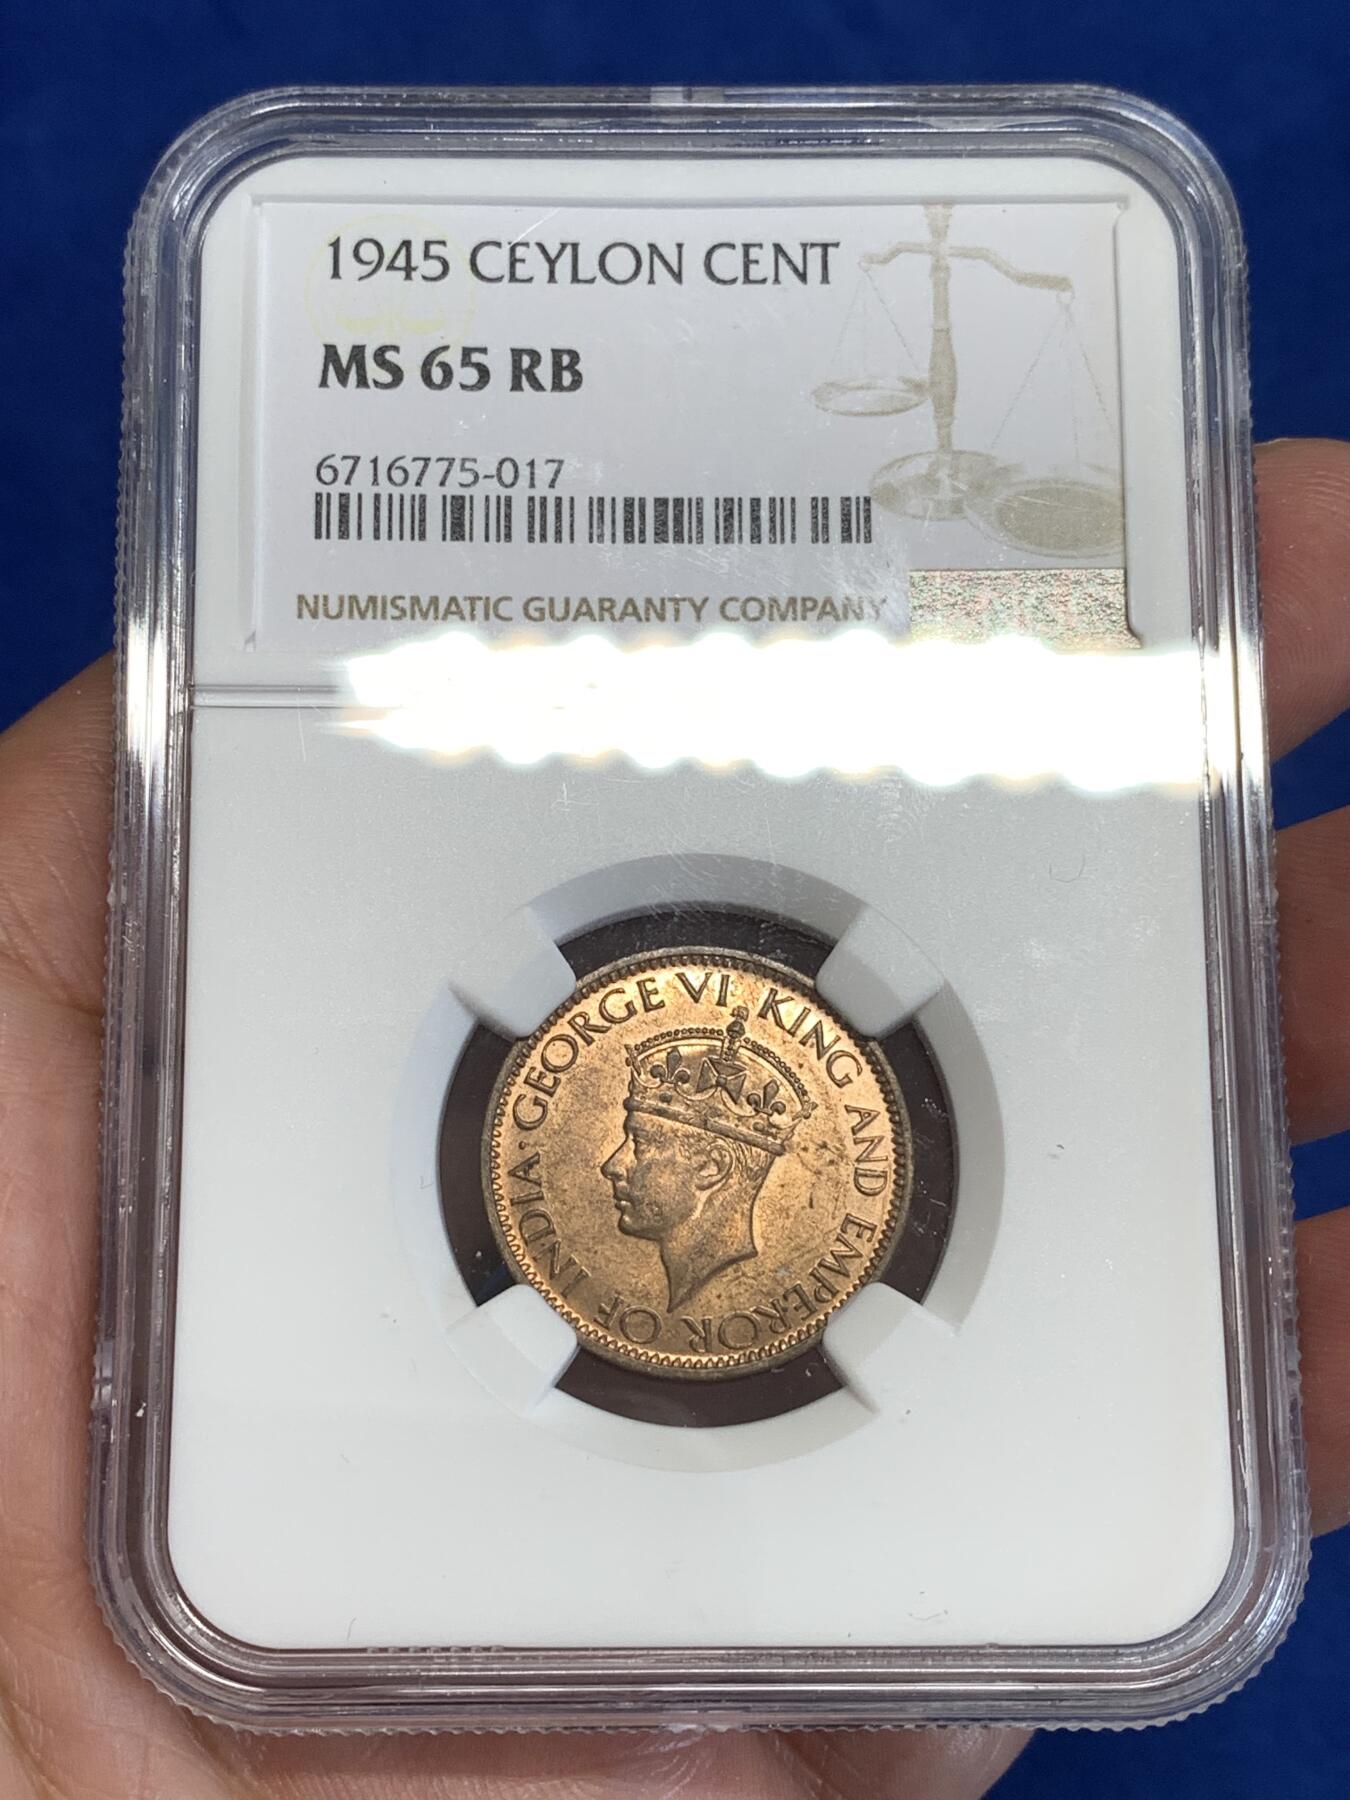 1945 CEYLON CENT
MS 65 RB
6716775-017
NUMISMATIC GUARANTY COMPANY
GEORGE VI KING AND EMPEROR OF INDIA